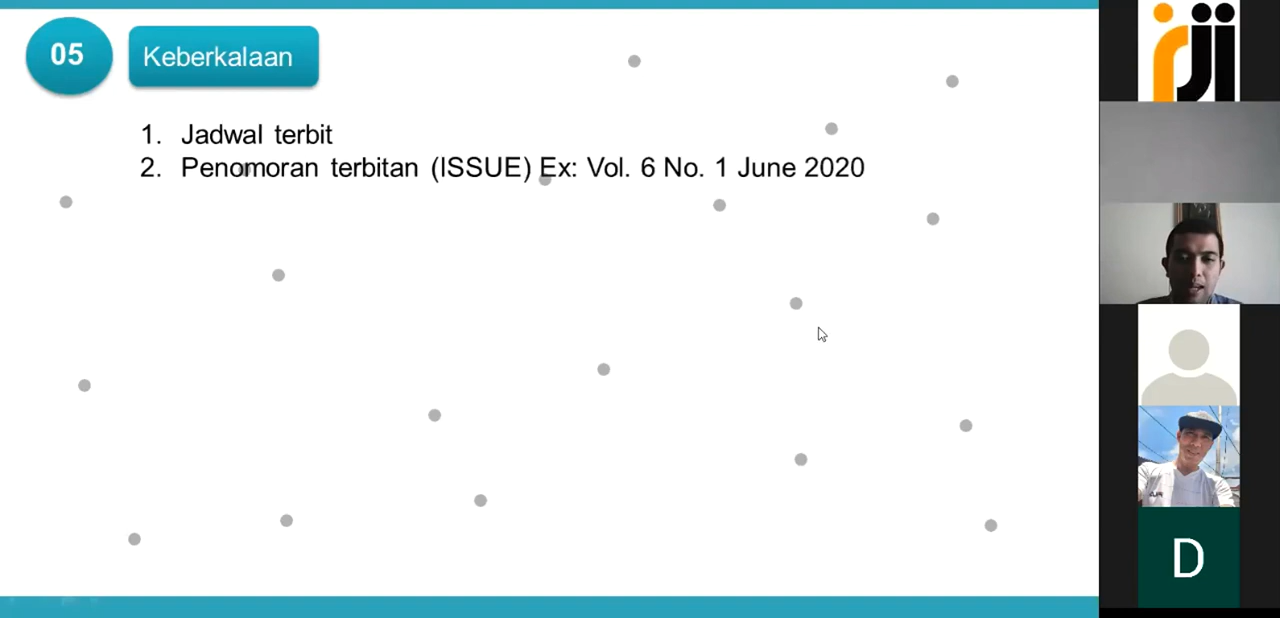 05
Keberkalaan
1. Jadwal terbit
2. Penomoran terbitan (ISSUE) Ex: Vol. 6 No. 1 June 2020
rji
D